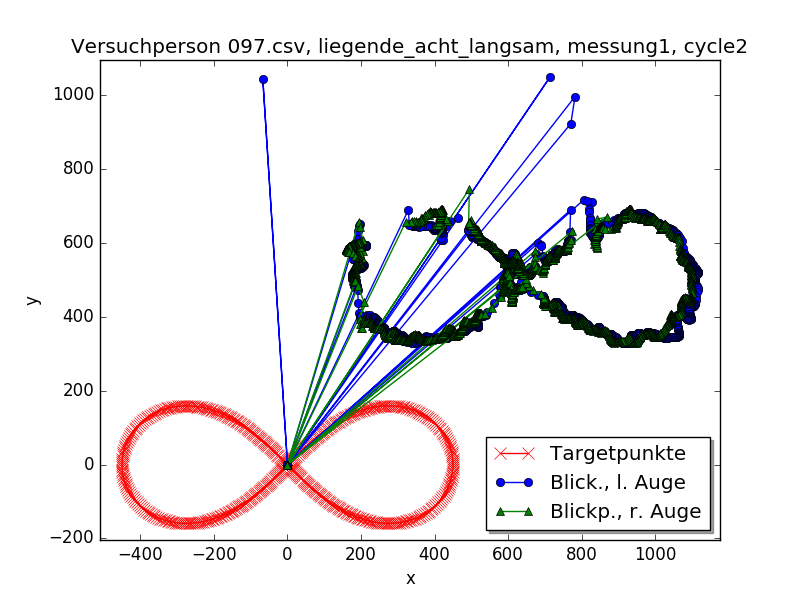 Versuchperson 097.csv, liegende_acht_langsam, messung1, cycle2
1000
800
600
400
200
0
−200
y
−400
−200
0
200
400
600
800
1000
x
Targetpunkte
Blick., l. Auge
Blickp., r. Auge